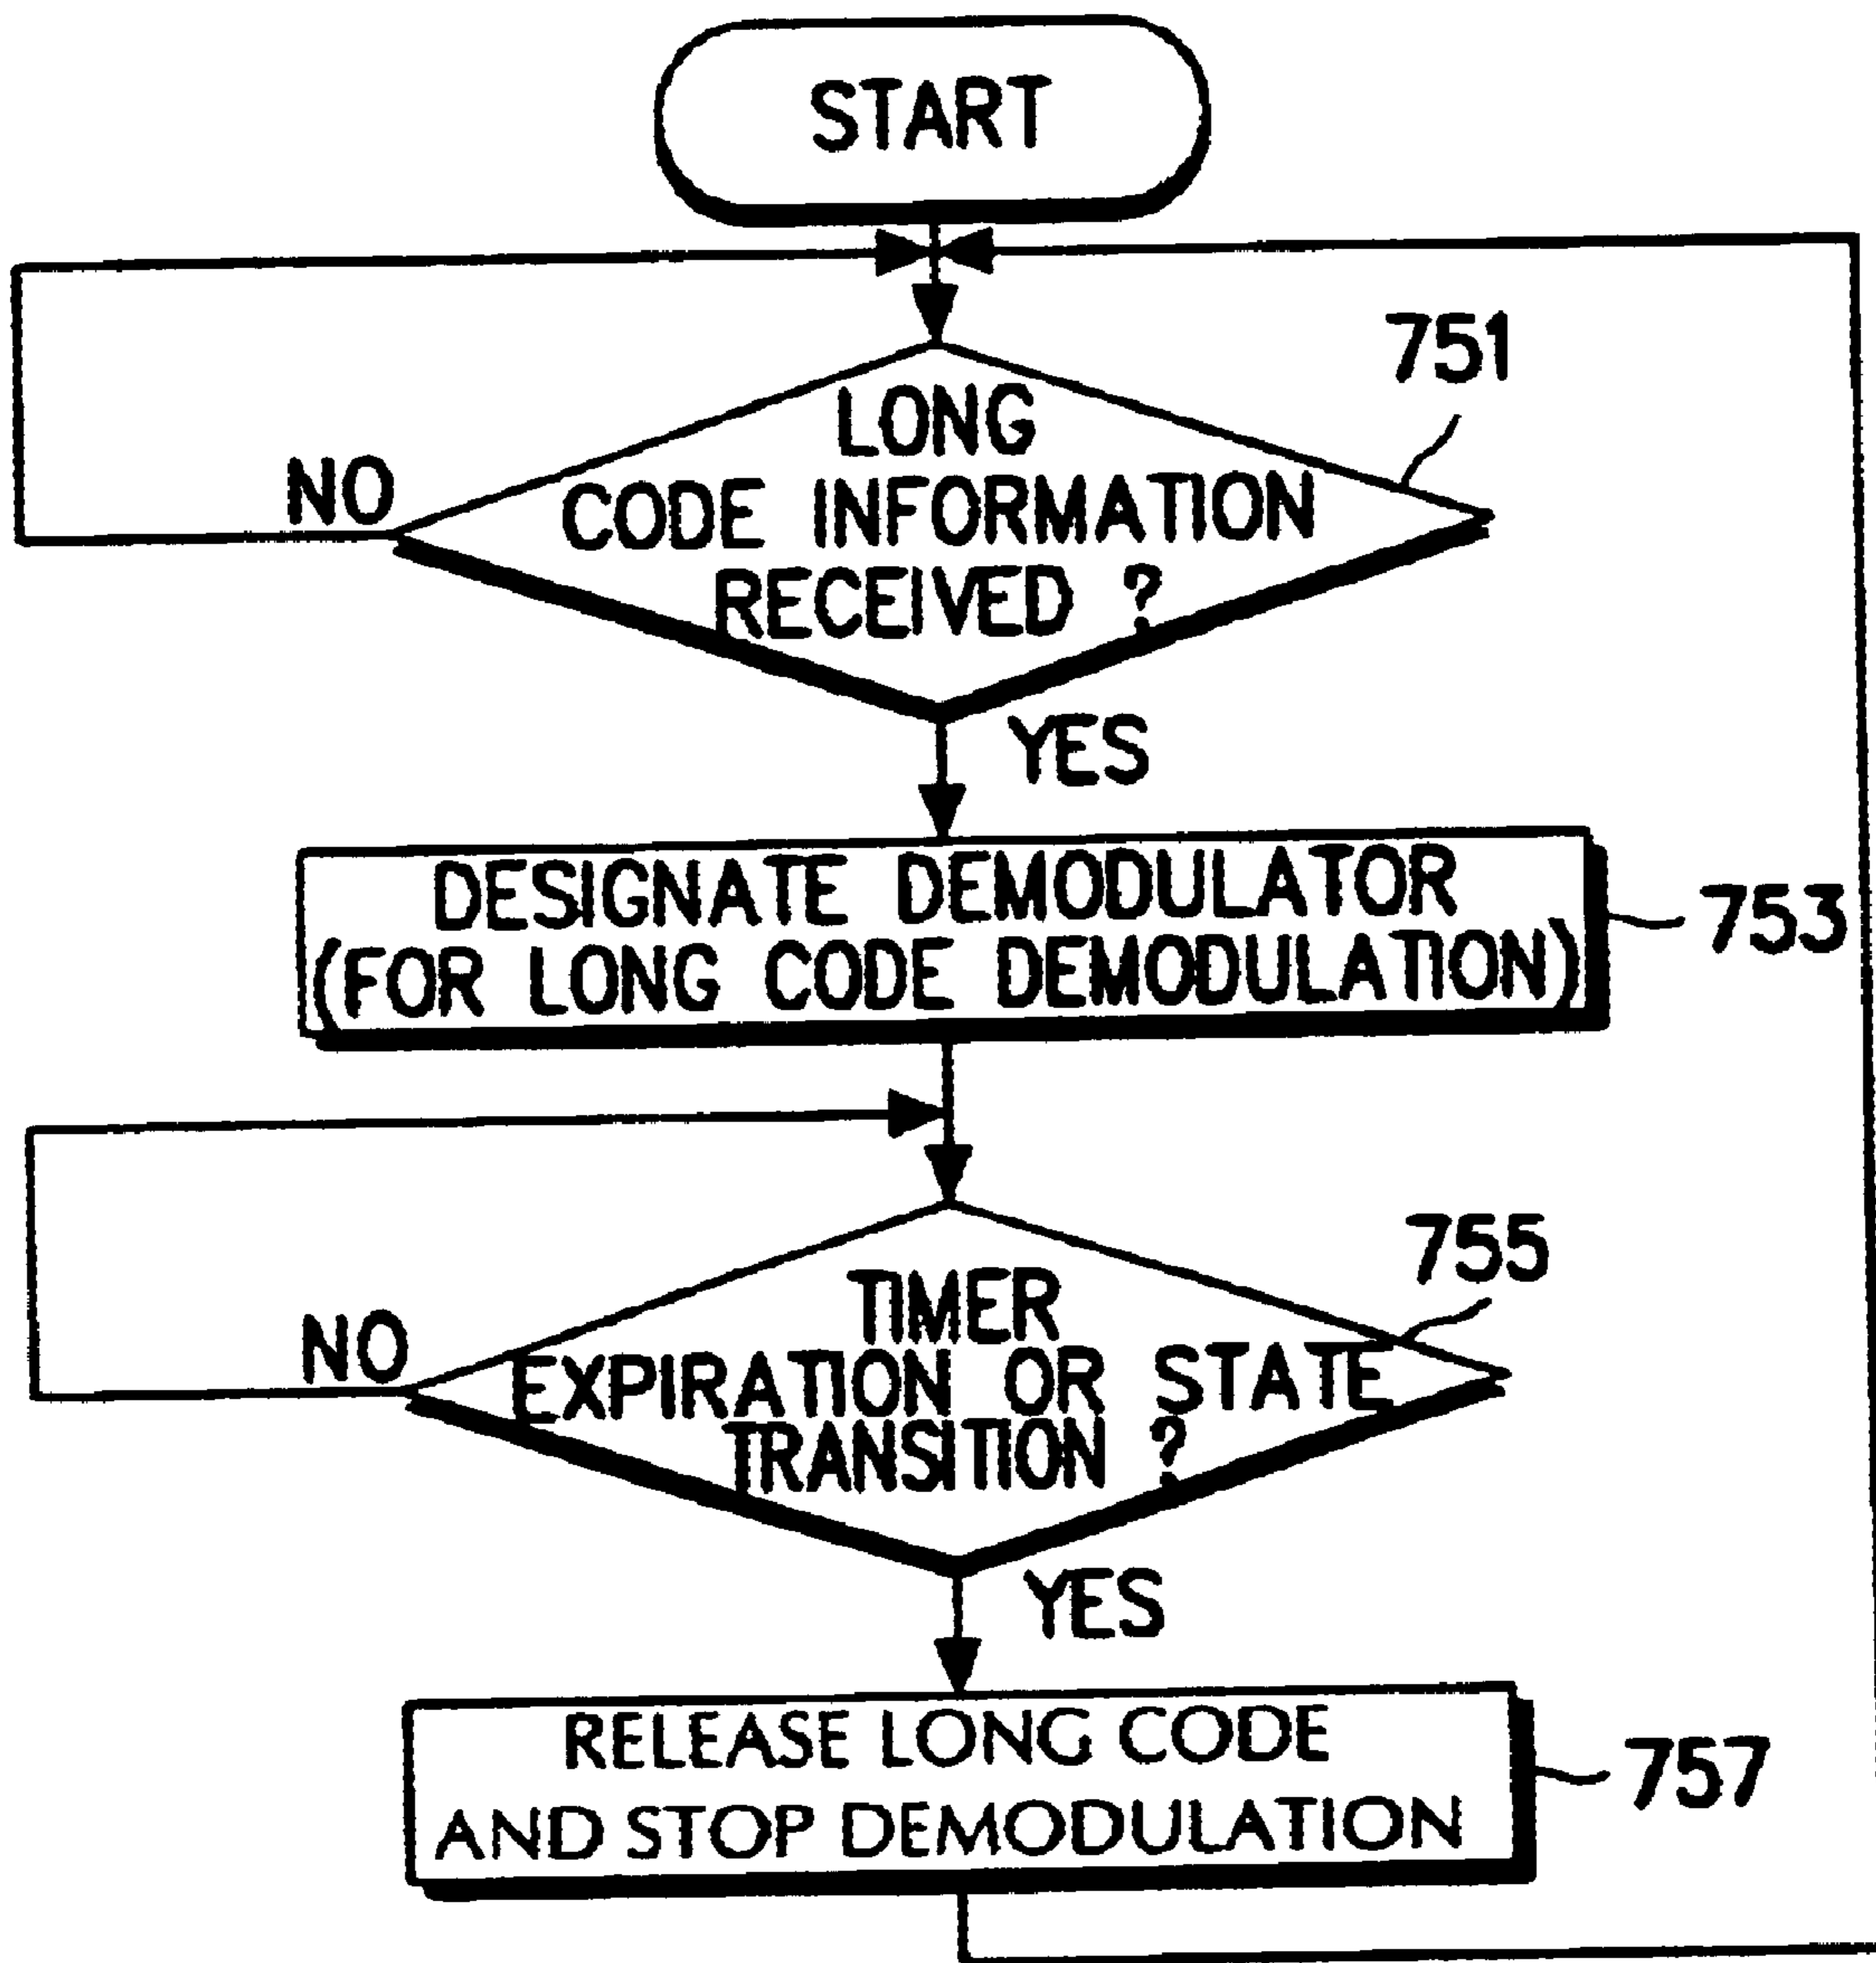 START
751
LONG
CODE INFORMATION
RECEIVED ?
NO
YES
DESIGNATE DEMODULATOR
(FOR LONG CODE DEMODULATION)
753
755
TIMER
EXPIRATION OR STATE
TRANSITION ?
NO
YES
RELEASE LONG CODE
AND STOP DEMODULATION
757